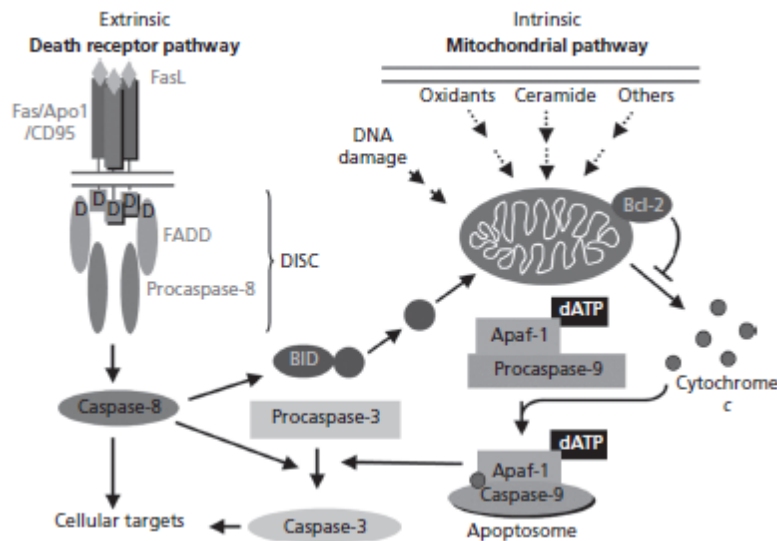 Extrinsic
Death receptor pathway
FasL
Fas/Apo1
/CD95
D D D D D
FADD
DISC
Procaspase-8
Caspase-8
BID
Procaspase-3
Cellular targets
Caspase-3
Intrinsic
Mitochondrial pathway
Oxidants Ceramide Others
DNA
damage
Bcl-2
dATP
Apaf-1
Procaspase-9
Cytochrome
c
dATP
Apaf-1
Caspase-9
Apoptosome